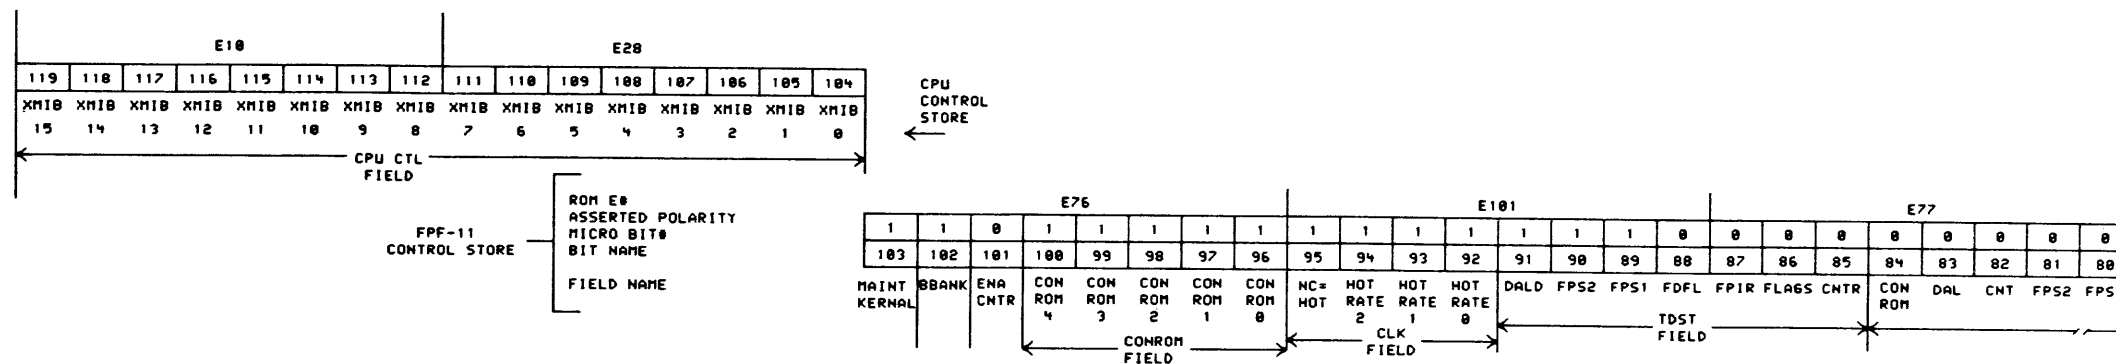 E10 E28
119 118 117 116 115 114 113 112 111 110 109 108 107 106 105 104
XMIB XMIB XMIB XMIB XMIB XMIB XMIB XMIB XMIB XMIB XMIB XMIB XMIB XMIB XMIB XMIB
15 14 13 12 11 10 9 8 7 6 5 4 3 2 1 0
CPU CTL
FIELD
CPU
CONTROL
STORE
FPF-11
CONTROL STORE
ROM E#
ASSERTED POLARITY
MICRO BIT#
BIT NAME
FIELD NAME
E76 E101 E77
1 1 0 1 1 1 1 1 1 1 1 1 1 1 1 0 0 0 0 0 0 0 0 0
103 102 101 100 99 98 97 96 95 94 93 92 91 90 89 88 87 86 85 84 83 82 81 80
MAINT BBANK ENA CON CON CON CON CON NC= HOT HOT HOT DALD FPS2 FPS1 FDFL FPIR FLAGS CNTR CON DAL CNT FPS2 FPS
KERNAL CNTR ROM ROM ROM ROM ROM HOT RATE RATE RATE ROM
4 3 2 1 0 2 1 0
CONROM
FIELD
CLK
FIELD
TDST
FIELD